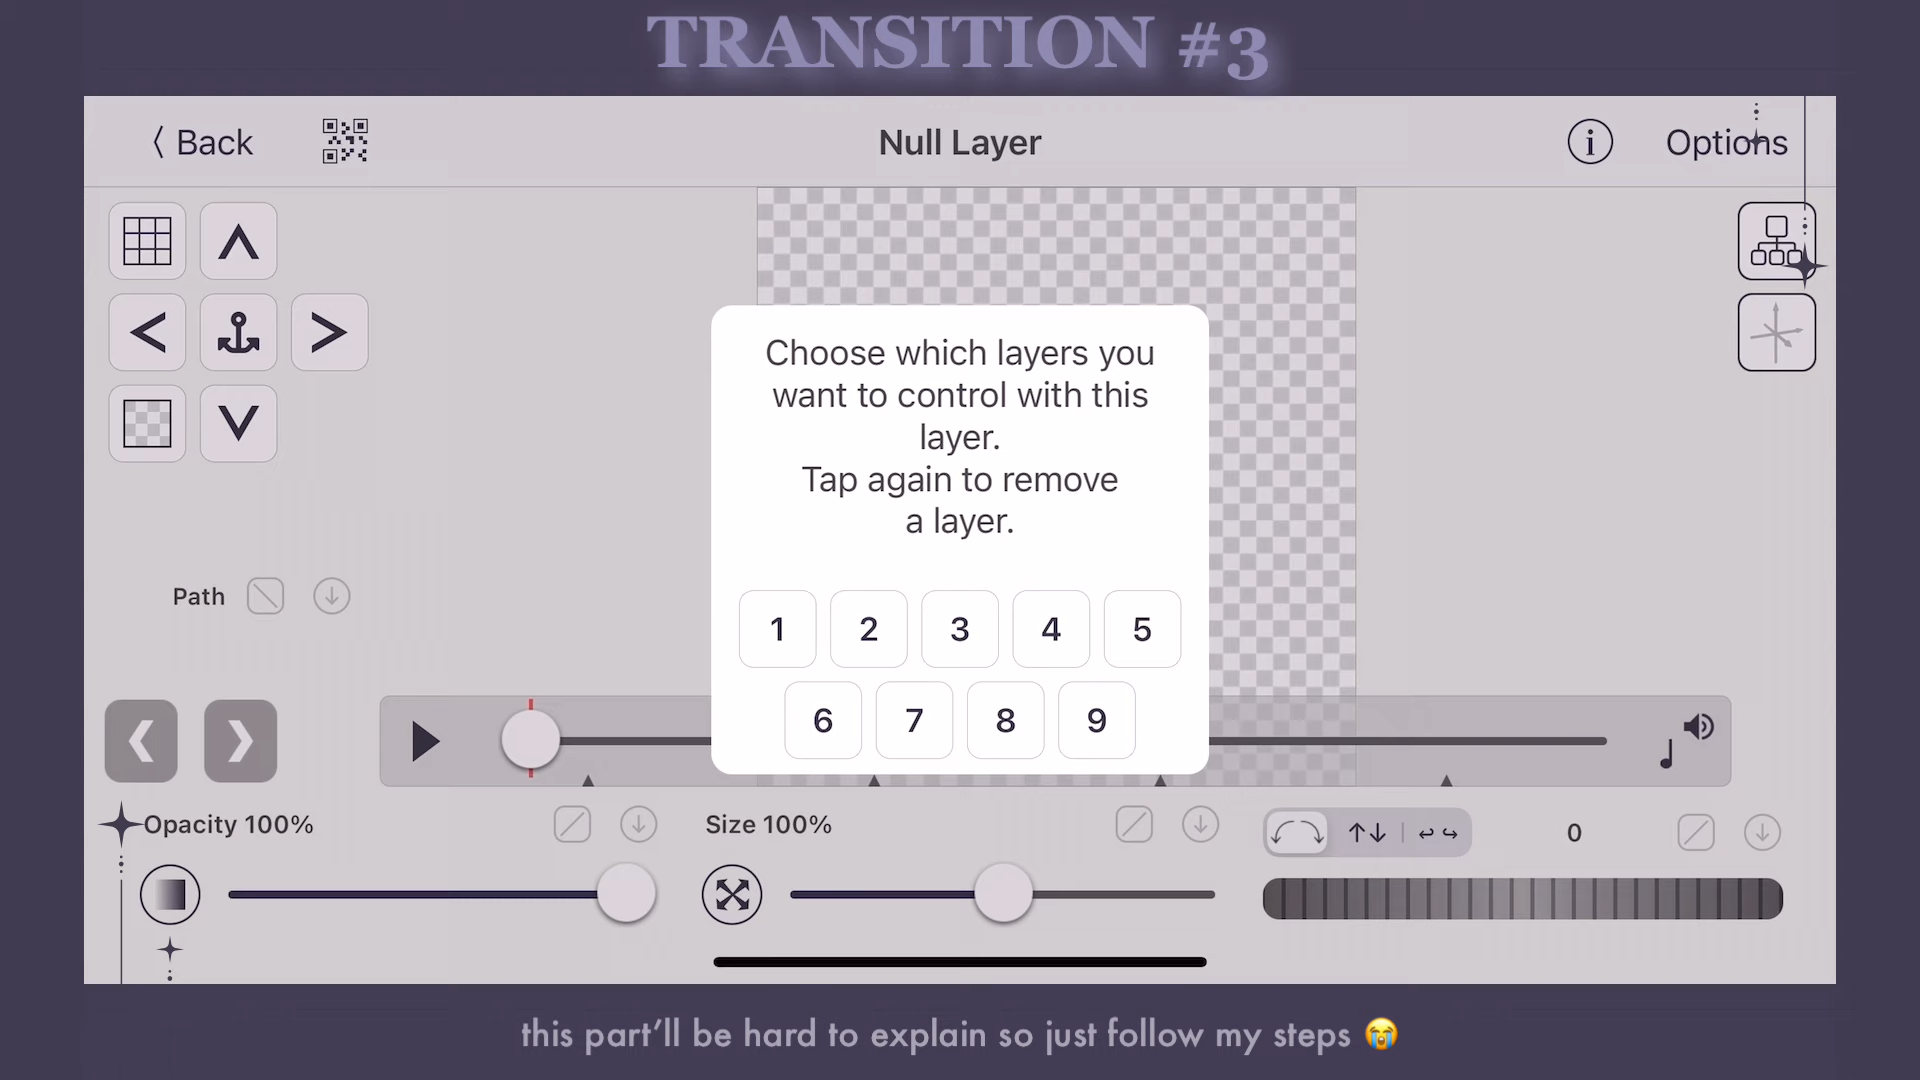 TRANSITION #3
Back
Null Layer
Options
Choose which layers you
want to control with this
layer.
Tap again to remove
a layer.
1 2 3 4 5
6 7 8 9
Path
Opacity 100%
Size 100%
0
this part’ll be hard to explain so just follow my steps 😭